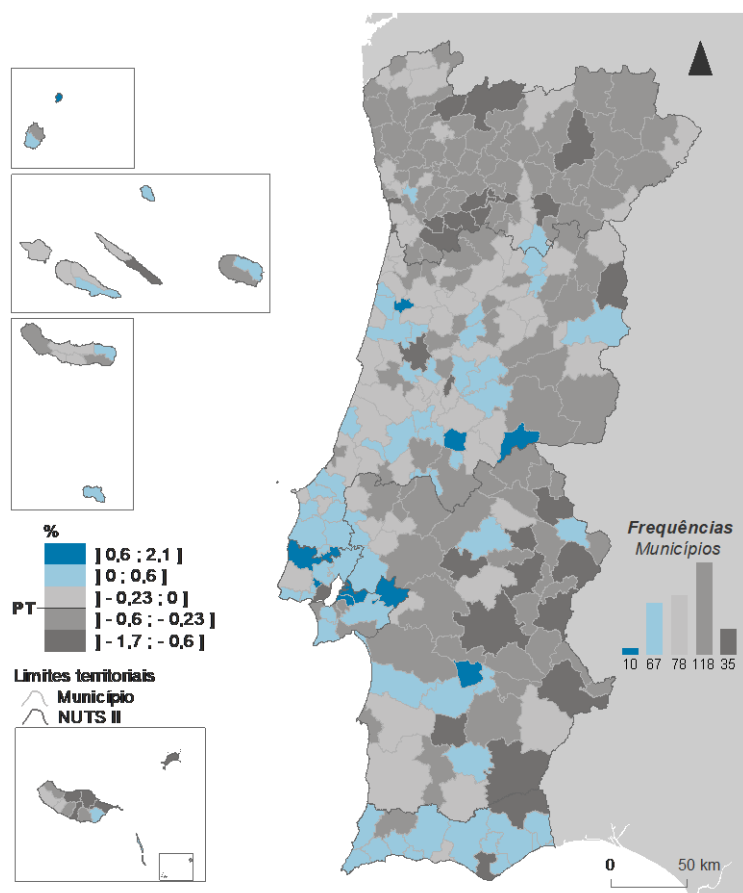 %
] 0,6 ; 2,1 ]
] 0 ; 0,6 ]
] - 0,23 ; 0 ]
PT
] - 0,6 ; - 0,23 ]
] - 1,7 ; - 0,6 ]
Limites territoriais
Município
NUTS II
Frequências
Municípios
10 67 78 118 35
0 50 km